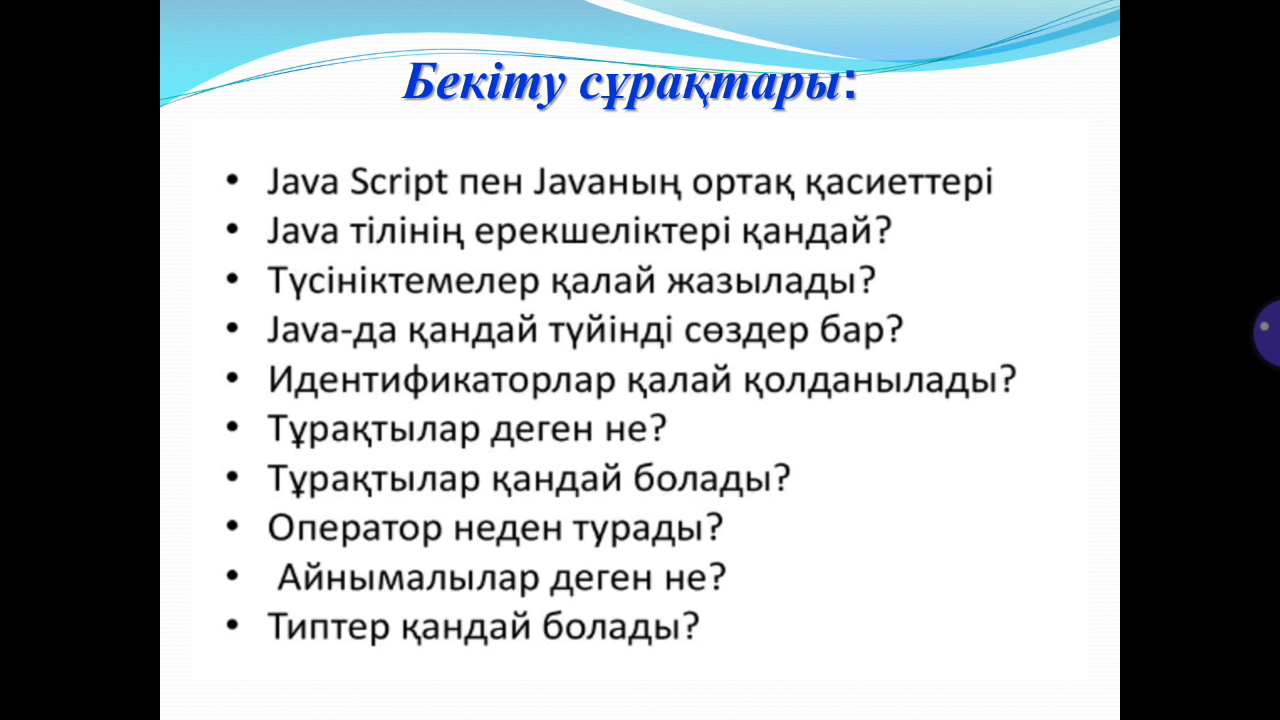 Бекіту сұрақтары:
• Java Script пен Javaның ортақ қасиеттері
• Java тілінің ерекшеліктері қандай?
• Түсініктемелер қалай жазылады?
• Java-да қандай түйінді сөздер бар?
• Идентификаторлар қалай қолданылады?
• Тұрақтылар деген не?
• Тұрақтылар қандай болады?
• Оператор неден турады?
• Айнымалылар деген не?
• Типтер қандай болады?